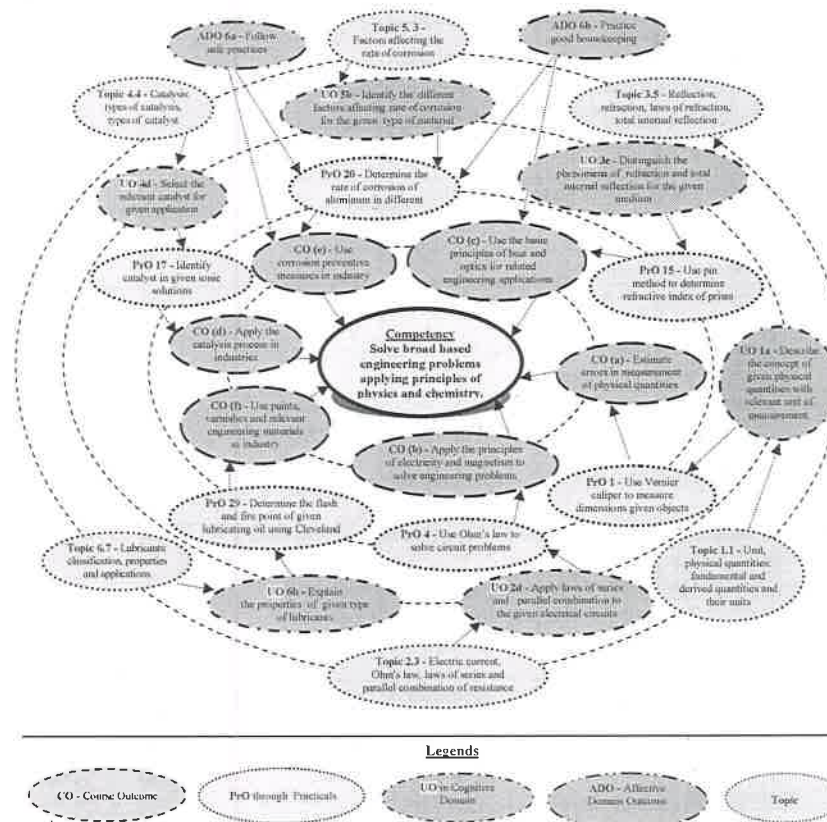 ADO 6a - Follow
safe practices
Topic 5, 3 -
Factors affecting
the rate of corrosion
ADO 6b - Practice
good housekeeping
Topic 4.4 - Catalysis,
types of catalysis,
types of catalyst
UO 5b - Identify the different
factors affecting rate of corrosion
for the given type of material
Topic 3.5 - Reflection,
refraction, laws of refraction,
total internal reflection
UO 4d - Select the
relevant catalyst for
given application
PrO 20 - Determine the
rate of corrosion of
aluminum in different
UO 3e - Distinguish the
phenomena of refraction and total
internal reflection for the given
medium
PrO 17 - Identify
catalyst in given
solutions
CO (e) - Use
corrosion preventive
measures in industry
CO (c) - Use the basic
principles of heat and
optics for related
engineering applications
PrO 15 - Use pin
method to determine
refractive index of prism
CO (d) - Apply the
catalysis process in
industries
Competency
Solve broad based
engineering problems
applying principles of
physics and chemistry.
CO (a) - Estimate
errors in measurement
of physical quantities
UO 1a - Describe
the concept of
given physical
quantities with
relevant unit of
measurement
CO (f) - Use paints,
varnishes and relevant
engineering materials
in industry
CO (b) - Apply the principles
of electricity and magnetism to
solve engineering problems
PrO 29 - Determine the flash
and fire point of given
lubricating oil using Cleveland
PrO 4 - Use Ohm's law to
solve circuit problems
PrO 1 - Use Vernier
caliper to measure
dimensions given objects
Topic 6.7 - Lubricants
classification, properties
and applications
UO 6h - Explain
the properties of given type
of lubricants
UO 2d - Apply laws of series
and parallel combination to
the given electrical circuits
Topic 1.1 - Unit,
physical quantities:
fundamental and
derived quantities and
their units
Topic 2.3 - Electric current,
Ohm's law, laws of series and
parallel combination of resistance
Legends
CO - Course Outcome
PrO through Practicals
UO in Cognitive
Domain
ADO - Affective
Domain Outcome
Topic